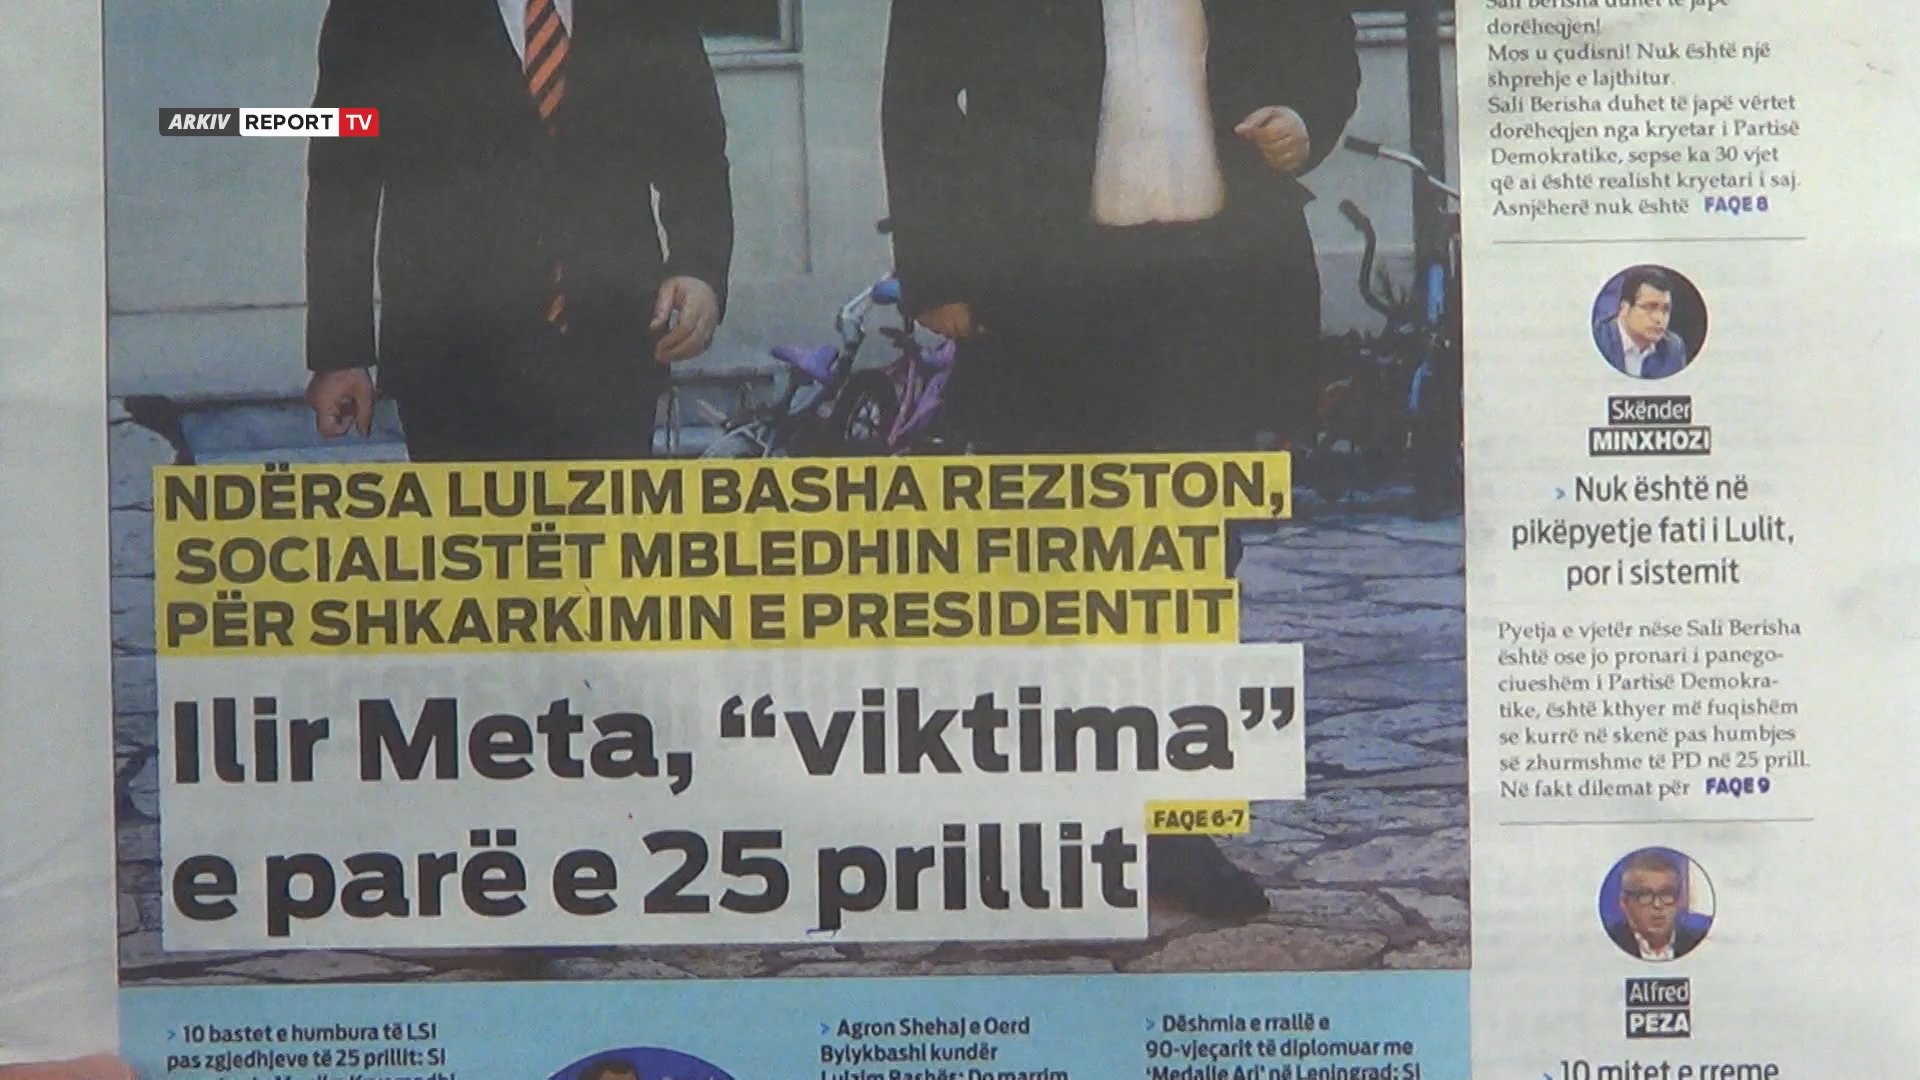 ARKIV REPORT TV
dorëheqjen!
Mos u çudisni! Nuk është një
shprehje e lajthitur.
Sali Berisha duhet të japë vërtet
dorëheqjen nga kryetar i Partisë
Demokratike, sepse ka 30 vjet
që ai është realisht kryetari i saj.
Asnjëherë nuk është FAQE 8
Skënder
MINXHOZI
› Nuk është në
pikëpyetje fati i Lulit,
por i sistemit
Pyetja e vjetër nëse Sali Berisha
është ose jo pronari i panego-
ciueshëm i Partisë Demokra-
tike, është kthyer më fuqishëm
se kurrë në skenë pas humbjes
së zhurmshme të PD në 25 prill.
Në fakt dilemat për FAQE 9
Alfred
PEZA
› 10 mitet e rreme
NDËRSA LULZIM BASHA REZISTON,
SOCIALISTËT MBLEDHIN FIRMAT
PËR SHKARKIMIN E PRESIDENTIT
Ilir Meta, “viktima”
e parë e 25 prillit
FAQE 6-7
› 10 bastet e humbura të LSI
pas zgjedhjeve të 25 prillit: SI
› Agron Shehaj e Oerd
Bylykbashi kundër
Lulzim Bashës: Do marrim
› Dëshmia e rrallë e
90-vjeçarit të diplomuar me
‘Medalje Ari’ në Leningrad: SI